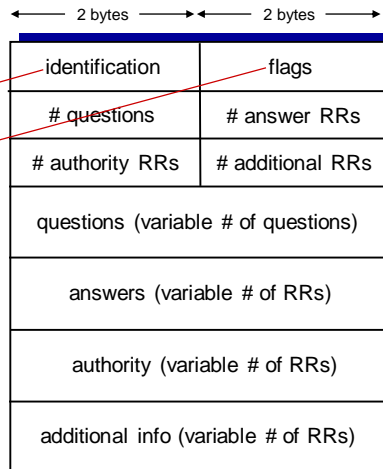 2 bytes 2 bytes
identification flags
# questions # answer RRs
# authority RRs # additional RRs
questions (variable # of questions)
answers (variable # of RRs)
authority (variable # of RRs)
additional info (variable # of RRs)